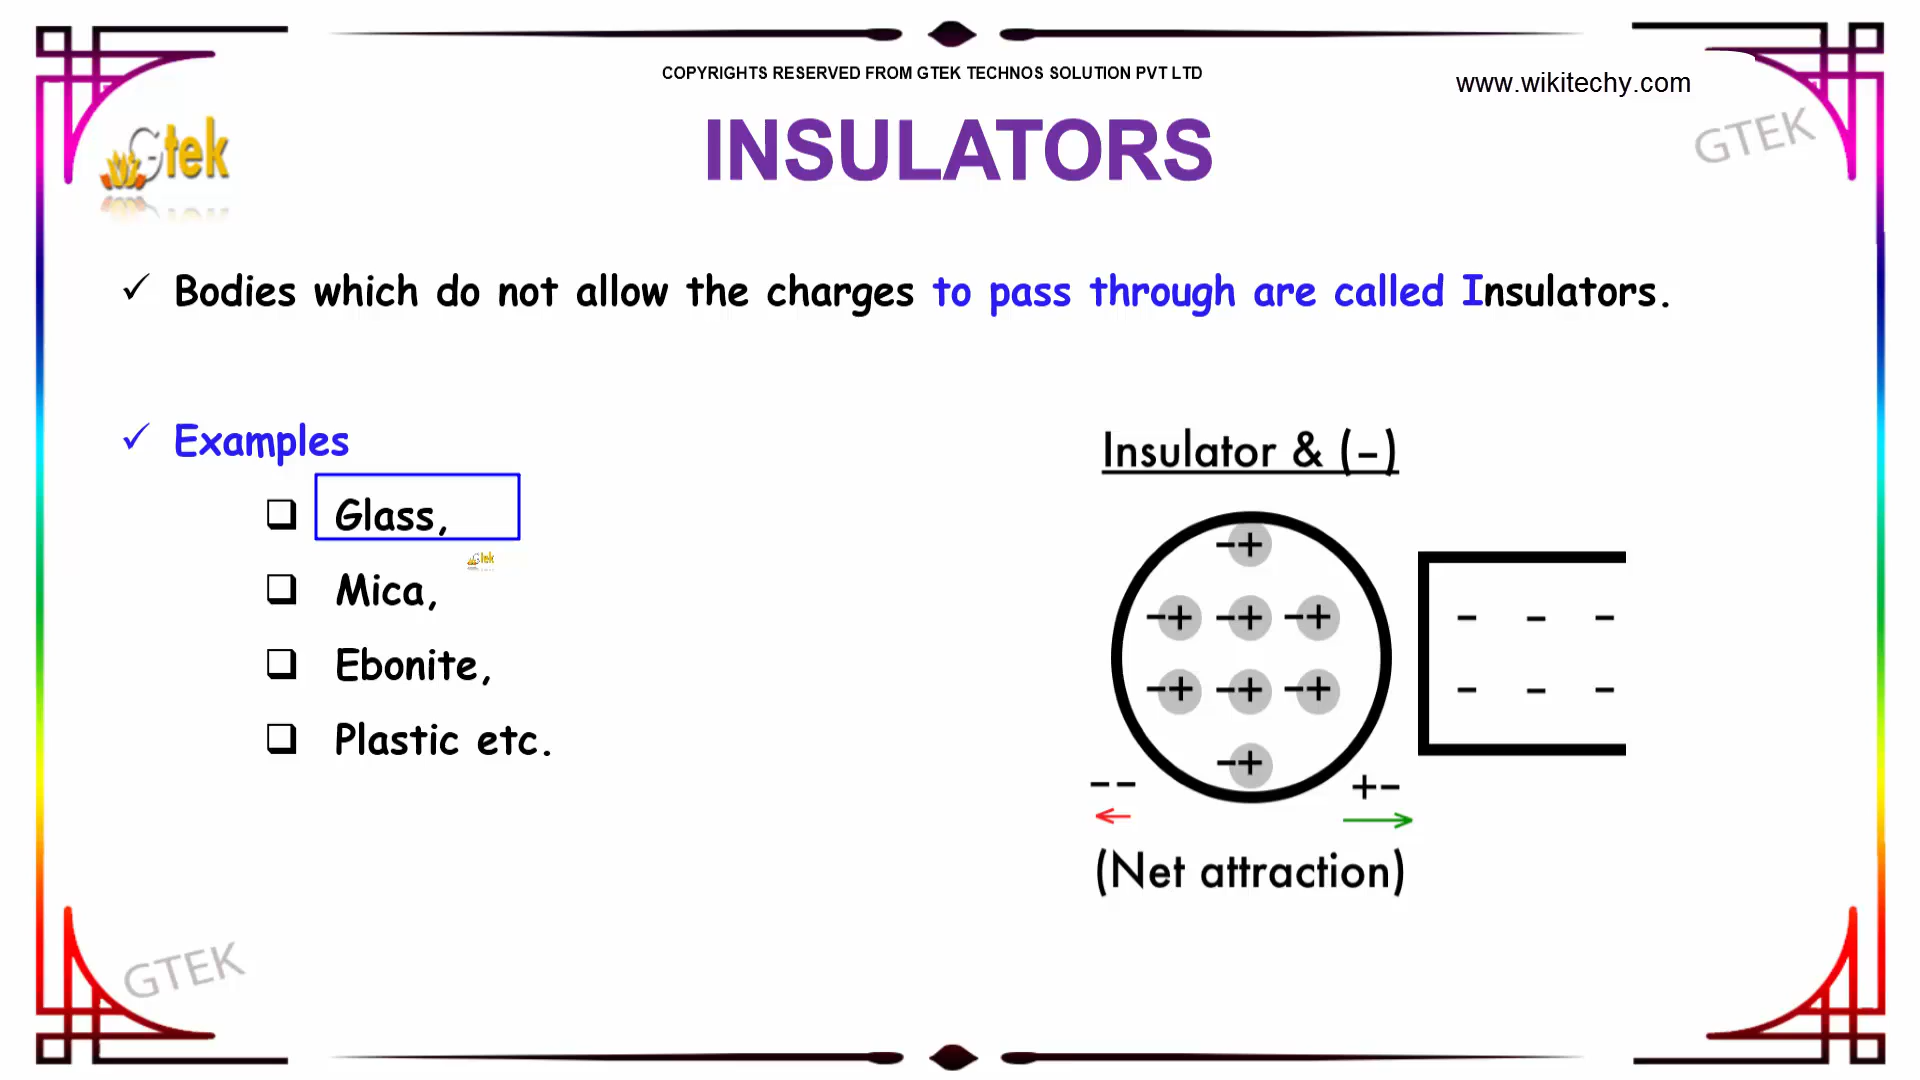 COPYRIGHTS RESERVED FROM GTEK TECHNOS SOLUTION PVT LTD
www.wikitechy.com
Gtek
GTEK
INSULATORS
Bodies which do not allow the charges to pass through are called Insulators.
Examples
Glass,
Gtek
Mica,
Ebonite,
Plastic etc.
Insulator & (-)
-+
-+ -+ -+
- - -
-+ -+ -+
- - -
-+
-- +-
(Net attraction)
GTEK